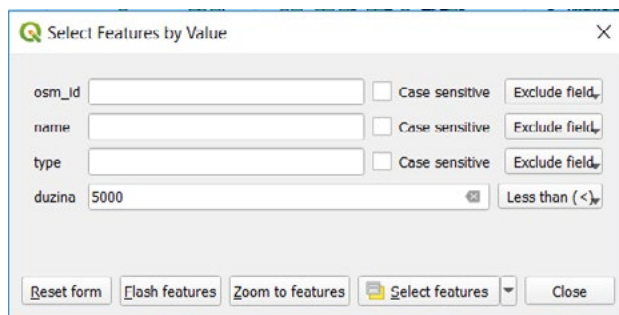 Select Features by Value
osm_id Case sensitive Exclude field
name Case sensitive Exclude field
type Case sensitive Exclude field
duzina 5000 Less than (<)
Reset form Flash features Zoom to features Select features Close